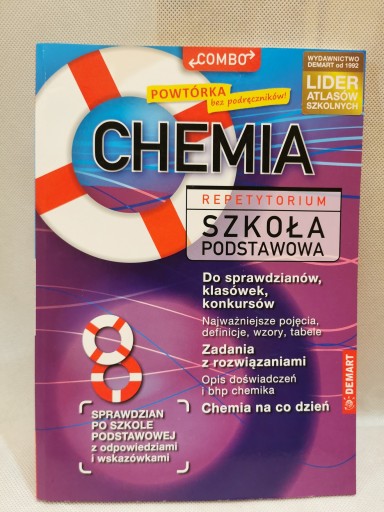 COMBO
WYDAWNICTWO
DEMART od 1992
LIDER
ATLASÓW
SZKOLNYCH
POWTÓRKA
bez podręczników!
CHEMIA
REPETYTORIUM
SZKOŁA
PODSTAWOWA
Do sprawdzianów,
klasówek,
konkursów
Najważniejsze pojęcia,
definicje, wzory, tabele
Zadania
z rozwiązaniami
Opis doświadczeń
i bhp chemika
Chemia na co dzień
8
SPRAWDZIAN
PO SZKOLE
PODSTAWOWEJ
z odpowiedziami
i wskazówkami
DEMART